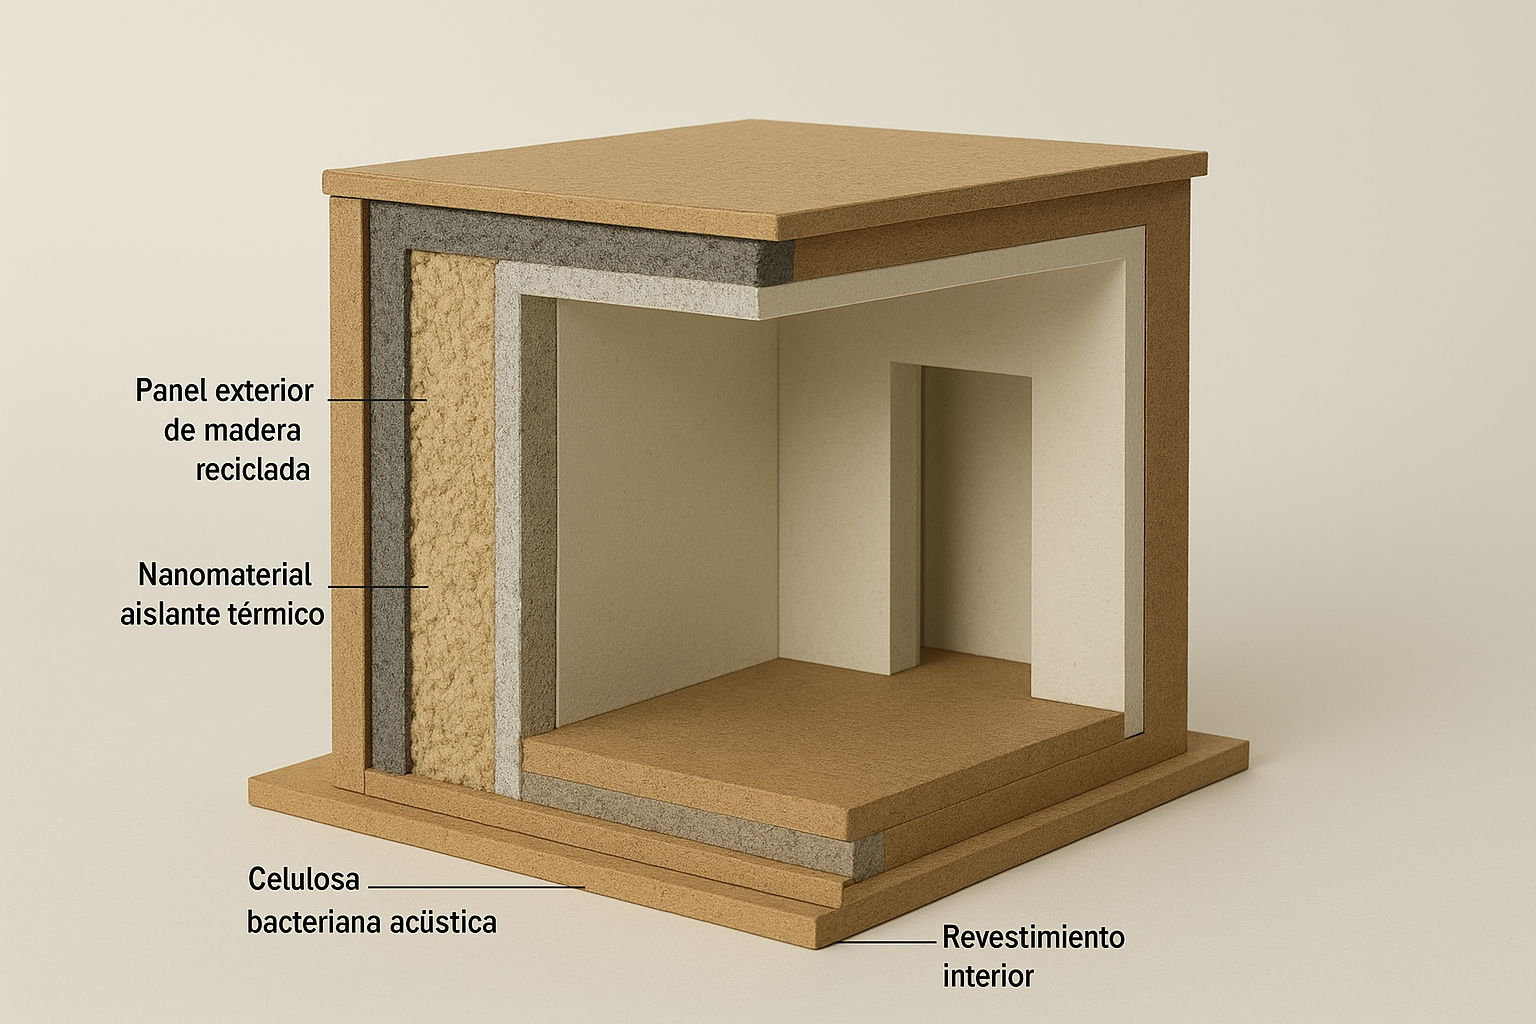 Panel exterior
de madera
reciclada
Nanomaterial
aislante térmico
Celulosa
bacteriana acüstica
Revestimiento
interior